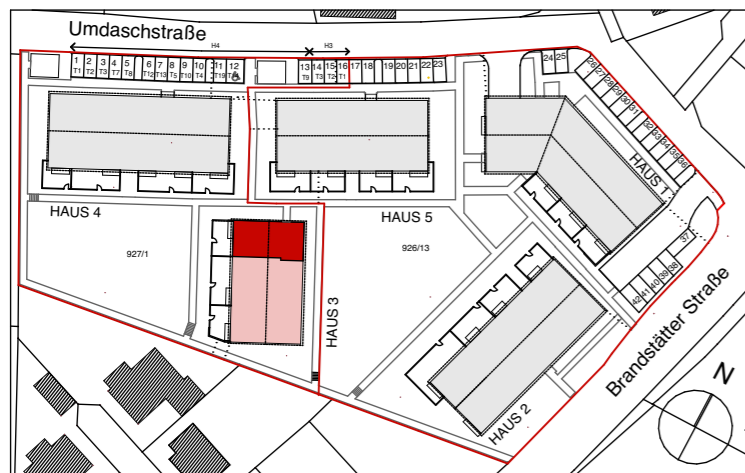 Umdaschstraße
H4 H3
1 2 3 4 5 6 7 8 9 10 11 12 13 14 15 16 17 18 19 20 21 22 23 24 25
T1 T2 T3 T7 T8 T12 T13 T5 T10 T4 T19 T9 T3 T2 T1
26 27 28 29 30 31 32 33 34 35 36
HAUS 1
HAUS 4
HAUS 5
927/1
926/13
37
HAUS 3
42 41 40 39 38
Brandstätter Straße
HAUS 2
N